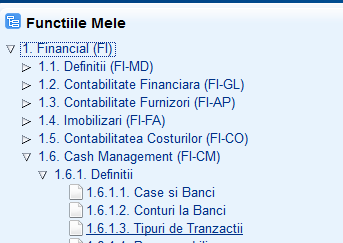 Functiile Mele
1. Financial (FI)
1.1. Definitii (FI-MD)
1.2. Contabilitate Financiara (FI-GL)
1.3. Contabilitate Furnizori (FI-AP)
1.4. Imobilizari (FI-FA)
1.5. Contabilitatea Costurilor (FI-CO)
1.6. Cash Management (FI-CM)
1.6.1. Definitii
1.6.1.1. Case si Banci
1.6.1.2. Conturi la Banci
1.6.1.3. Tipuri de Tranzactii